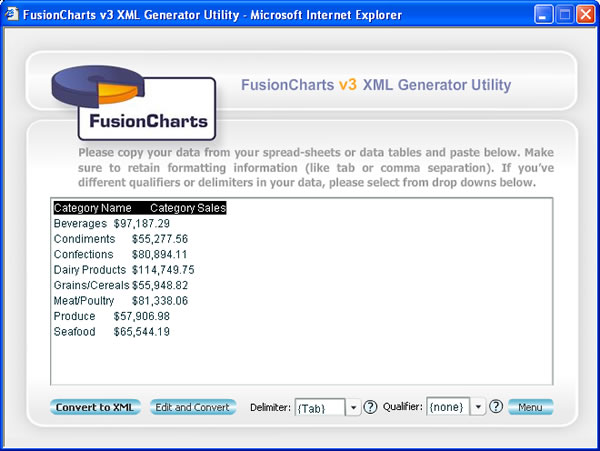 FusionCharts v3 XML Generator Utility - Microsoft Internet Explorer
FusionCharts v3 XML Generator Utility
FusionCharts
Please copy your data from your spread-sheets or data tables and paste below. Make
sure to retain formatting information (like tab or comma separation). If you've
different qualifiers or delimiters in your data, please select from drop downs below.
Category Name Category Sales
Beverages $97,187.29
Condiments $55,277.56
Confections $80,894.11
Dairy Products $114,749.75
Grains/Cereals $55,948.82
Meat/Poultry $81,338.06
Produce $57,906.98
Seafood $65,544.19
Convert to XML Edit and Convert Delimiter: {Tab} ? Qualifier: {none} ? Menu